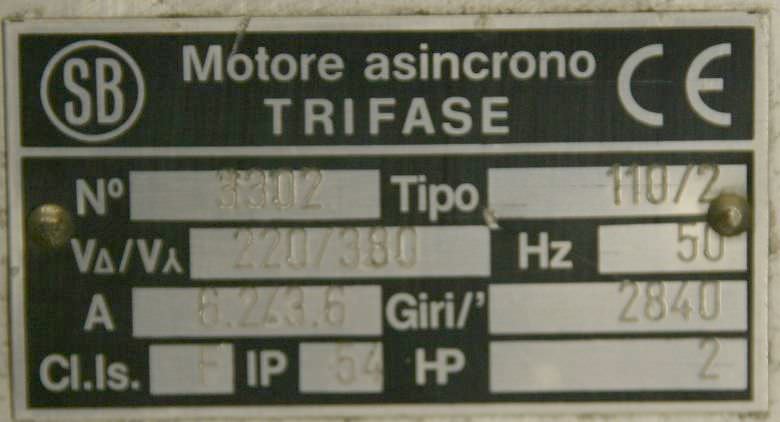 SB Motore asincrono CE
TRIFASE
Nº 3302 Tipo 110/2
VΔ/V⅄ 220/380 Hz 50
A 6.2/3.6 Giri/' 2840
Cl.Is. F IP 54 HP 2